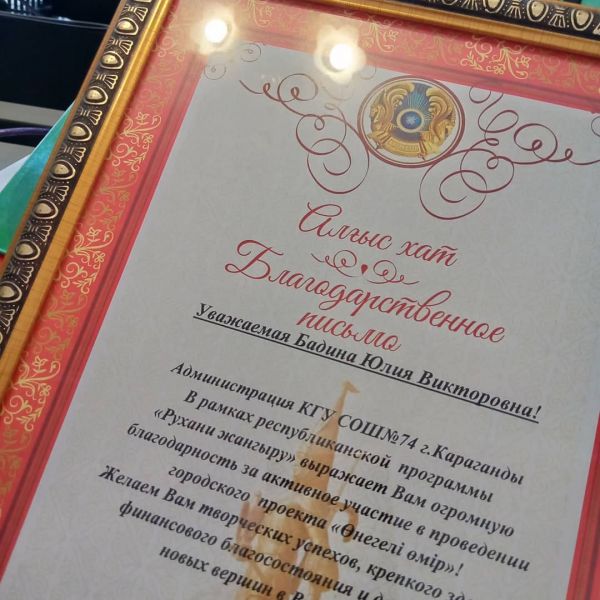 Алғыс хат
Благодарственное
письмо
Уважаемая Бадина Юлия Викторовна!
Администрация КГУ СОШ№74 г.Караганды
В рамках республиканской программы
«Рухани жангыру» выражает Вам огромную
благодарность за активное участие в проведении
городского проекта «Өнегелі өмір»!
Желаем Вам творческих успехов, крепкого
финансового благосостояния и
новых вершин в